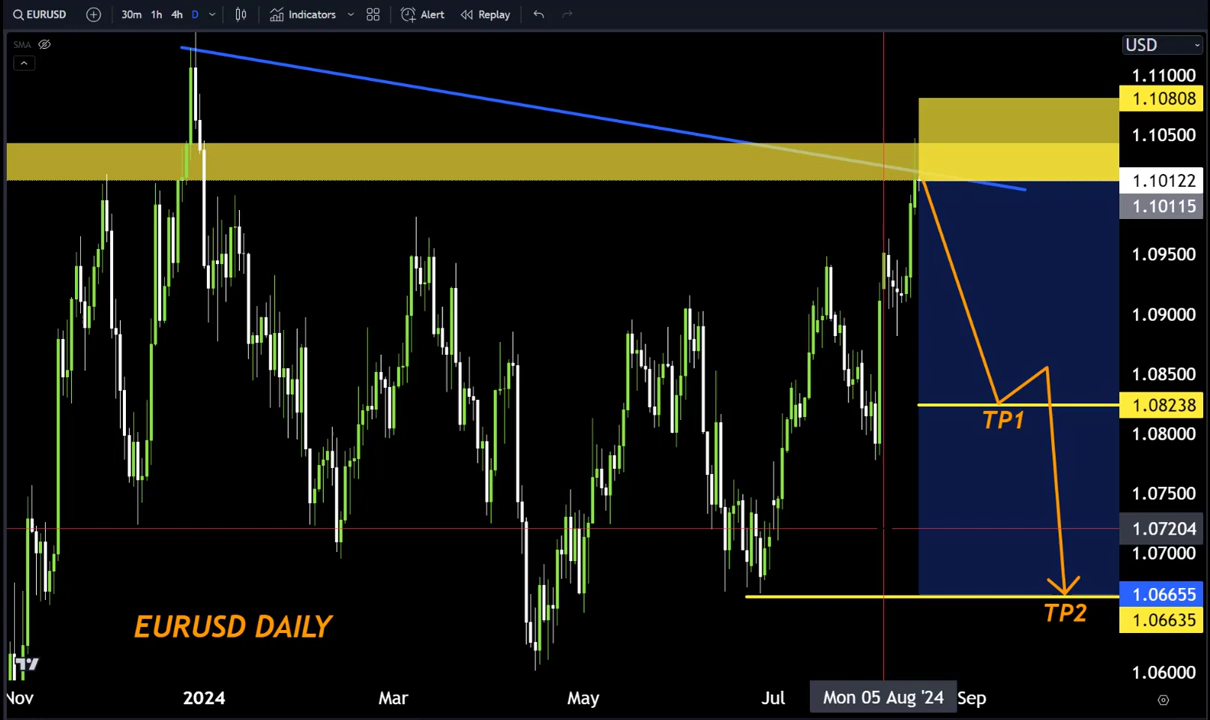 EURUSD 30m 1h 4h D Indicators Alert Replay
SMA
USD
1.11000
1.10808
1.10500
1.10122
1.10115
1.09500
1.09000
1.08500
1.08238
TP1
1.08000
1.07500
1.07204
1.07000
1.06655
TP2
1.06635
EURUSD DAILY
1.06000
Nov 2024 Mar May Jul Mon 05 Aug '24 Sep